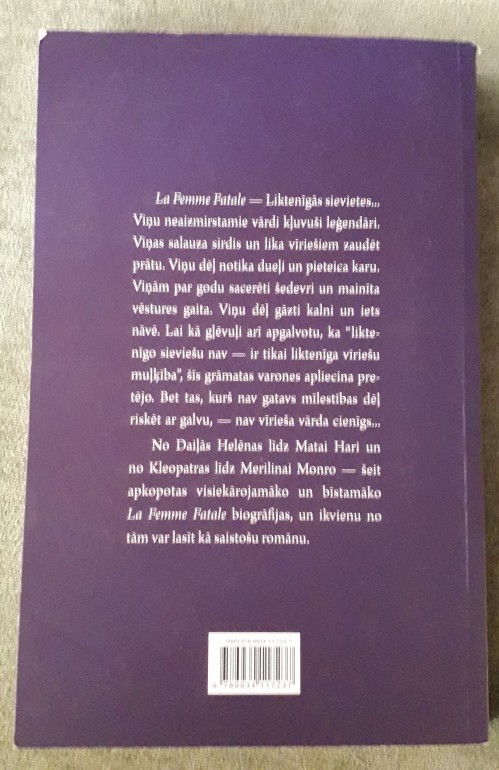 La Femme Fatale — Liktenīgās sievietes...
Viņu neaizmirstamie vārdi kļuvuši leģendāri.
Viņas salauza sirdis un lika vīriešiem zaudēt
prātu. Viņu dēļ notika dueļi un pieteica karu.
Viņām par godu sacerēti šedevri un mainīta
vēstures gaita. Viņu dēļ gāzti kalni un iets
nāvē. Lai kā gļēvuļi arī apgalvotu, ka "likte-
nīgo sieviešu nav — ir tikai liktenīga vīriešu
muļķība", šīs grāmatas varones apliecina pre-
tējo. Bet tas, kurš nav gatavs mīlestības dēļ
riskēt ar galvu, — nav vīrieša vārda cienīgs...
No Daiļās Helēnas līdz Matai Hari un
no Kleopatras līdz Merilinai Monro — šeit
apkopotas visiekārojamāko un bīstamāko
La Femme Fatale biogrāfijas, un ikvienu no
tām var lasīt kā saistošu romānu.